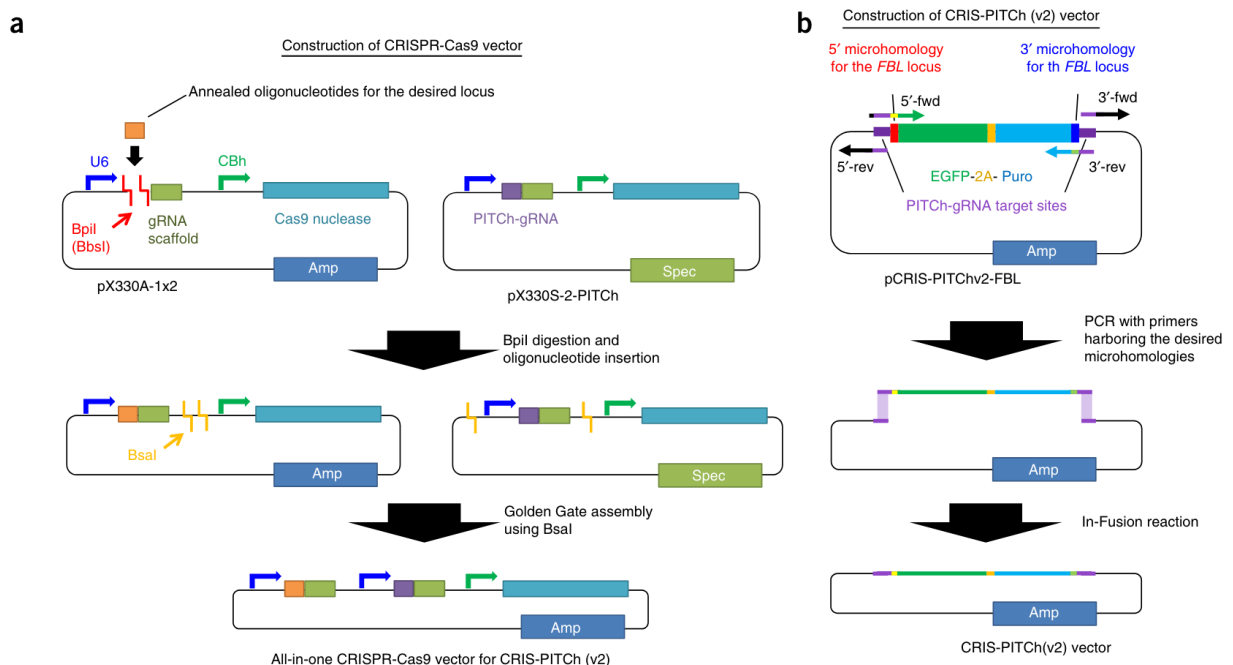 a
Construction of CRISPR-Cas9 vector
Annealed oligonucleotides for the desired locus
U6
CBh
BpiI
(BbsI)
gRNA
scaffold
Cas9 nuclease
Amp
pX330A-1x2
PITCh-gRNA
Spec
pX330S-2-PITCh
BpiI digestion and
oligonucleotide insertion
BsaI
Amp
Spec
Golden Gate assembly
using BsaI
Amp
All-in-one CRISPR-Cas9 vector for CRIS-PITCh (v2)
b
Construction of CRIS-PITCh (v2) vector
5′ microhomology
for the FBL locus
3′ microhomology
for th FBL locus
5′-fwd
3′-fwd
5′-rev
3′-rev
EGFP-2A- Puro
PITCh-gRNA target sites
Amp
pCRIS-PITChv2-FBL
PCR with primers
harboring the desired
microhomologies
Amp
In-Fusion reaction
Amp
CRIS-PITCh(v2) vector